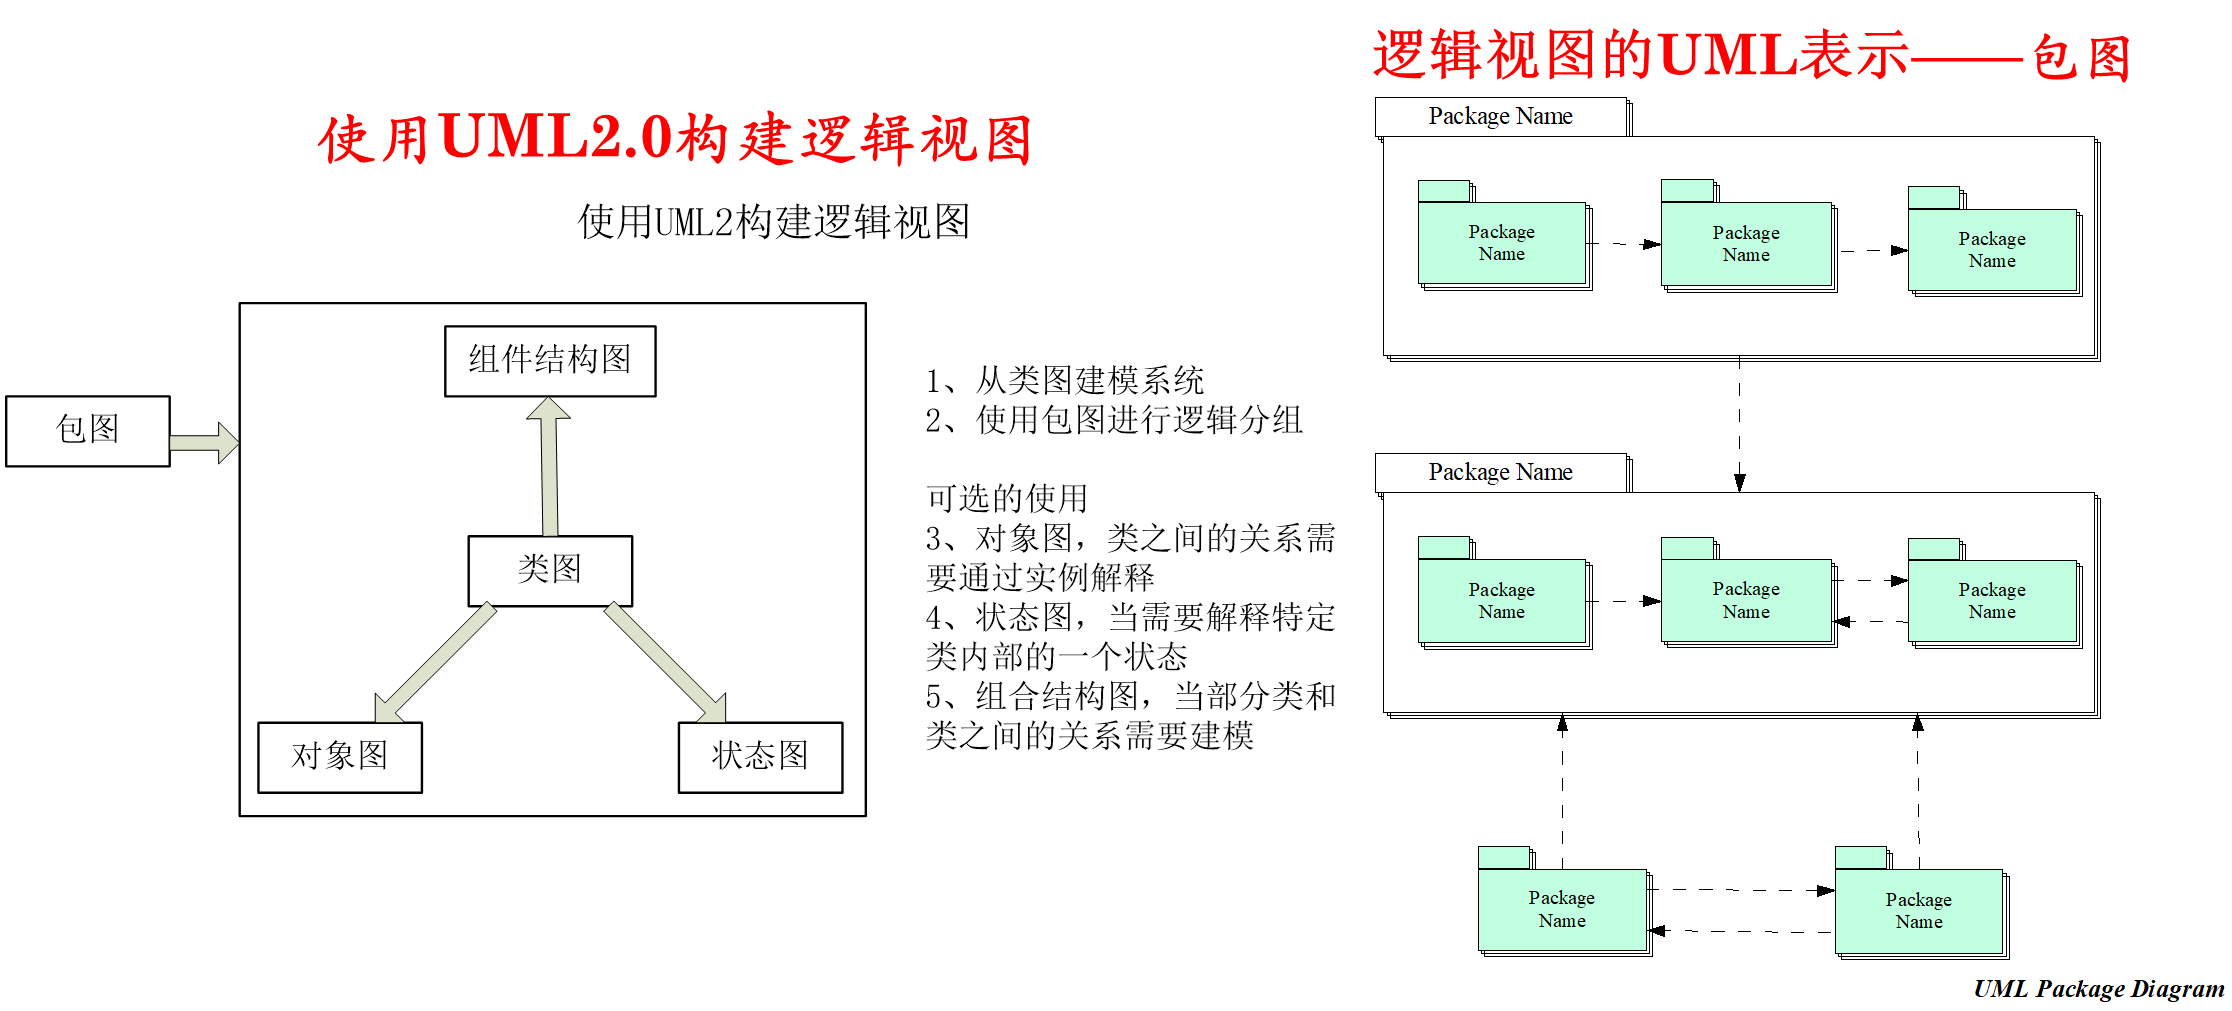 使用UML2.0构建逻辑视图
使用UML2构建逻辑视图
包图
组件结构图
类图
对象图
状态图
1、从类图建模系统
2、使用包图进行逻辑分组
可选的使用
3、对象图，类之间的关系需
要通过实例解释
4、状态图，当需要解释特定
类内部的一个状态
5、组合结构图，当部分类和
类之间的关系需要建模
逻辑视图的UML表示——包图
Package Name
Package
Name
Package
Name
Package
Name
Package Name
Package
Name
Package
Name
Package
Name
Package
Name
Package
Name
UML Package Diagram